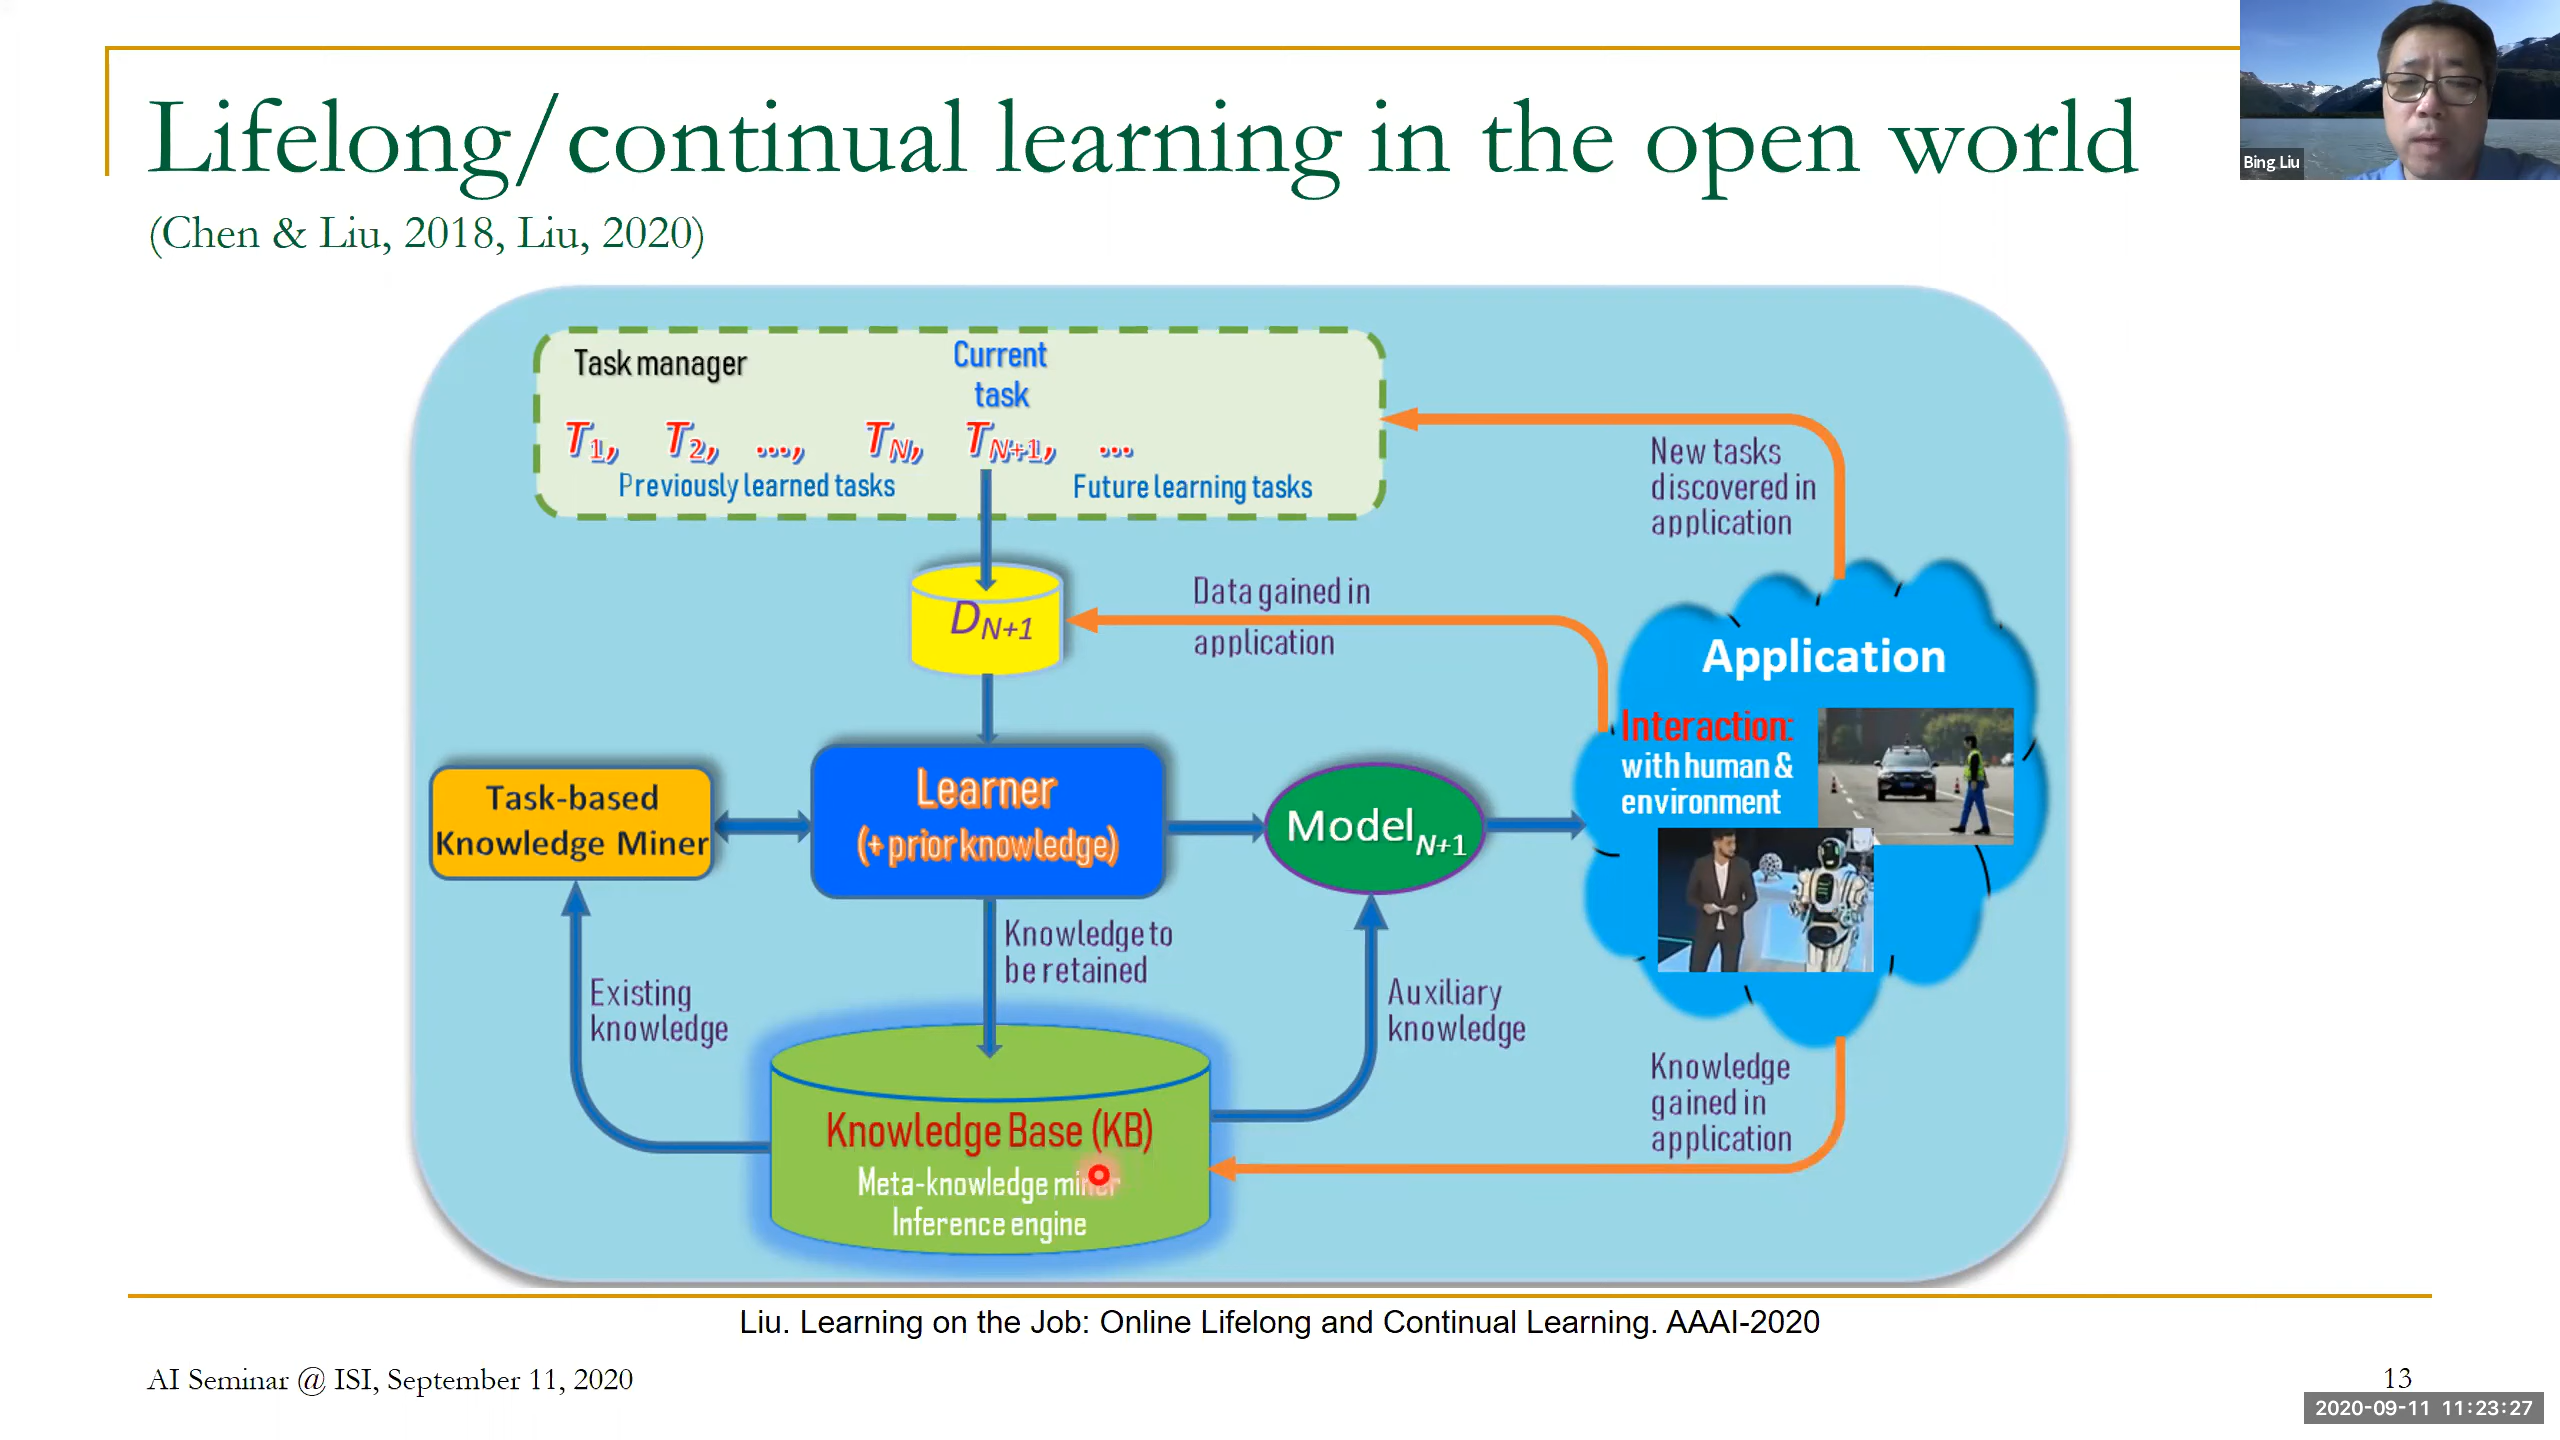 Lifelong/continual learning in the open world
(Chen & Liu, 2018, Liu, 2020)
Bing Liu
Task manager
Current
task
T1, T2, ..., TN, TN+1, ...
Previously learned tasks
Future learning tasks
New tasks
discovered in
application
DN+1
Data gained in
application
Application
Interaction:
with human &
environment
Task-based
Knowledge Miner
Learner
(+ prior knowledge)
ModelN+1
Knowledge to
be retained
Existing
knowledge
Auxiliary
knowledge
Knowledge
gained in
application
Knowledge Base (KB)
Meta-knowledge miner
Inference engine
Liu. Learning on the Job: Online Lifelong and Continual Learning. AAAI-2020
AI Seminar @ ISI, September 11, 2020
13
2020-09-11 11:23:27